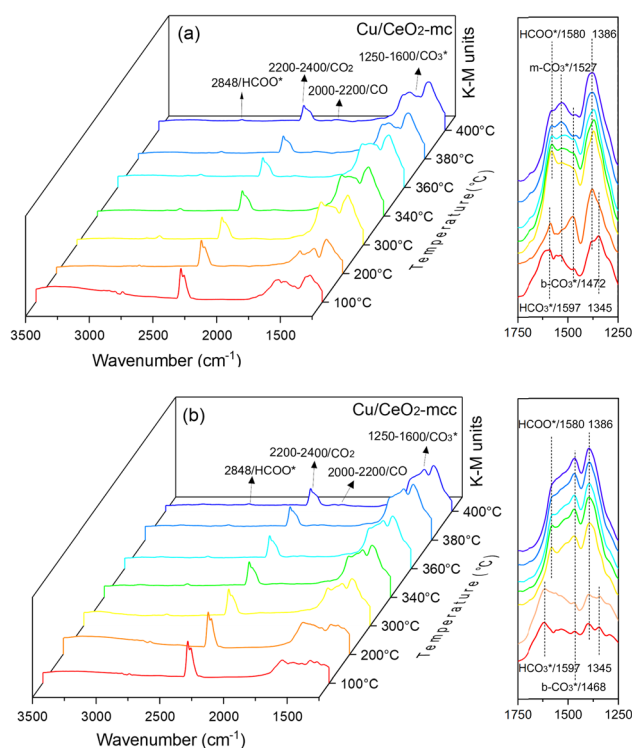 (a)
Cu/CeO₂-mc
2200-2400/CO₂
1250-1600/CO₃*
2848/HCOO*
2000-2200/CO
K-M units
400°C
380°C
360°C
340°C
300°C
200°C
100°C
Temperature(°C)
3500 3000 2500 2000 1500
Wavenumber (cm⁻¹)
HCOO*/1580 1386
m-CO₃*/1527
b-CO₃*/1472
HCO₃*/1597 1345
1750 1500 1250
(b)
Cu/CeO₂-mcc
1250-1600/CO₃*
2200-2400/CO₂
2848/HCOO*
2000-2200/CO
K-M units
400°C
380°C
360°C
340°C
300°C
200°C
100°C
Temperature(°C)
3500 3000 2500 2000 1500
Wavenumber (cm⁻¹)
HCOO*/1580 1386
HCO₃*/1597 1345
b-CO₃*/1468
1750 1500 1250